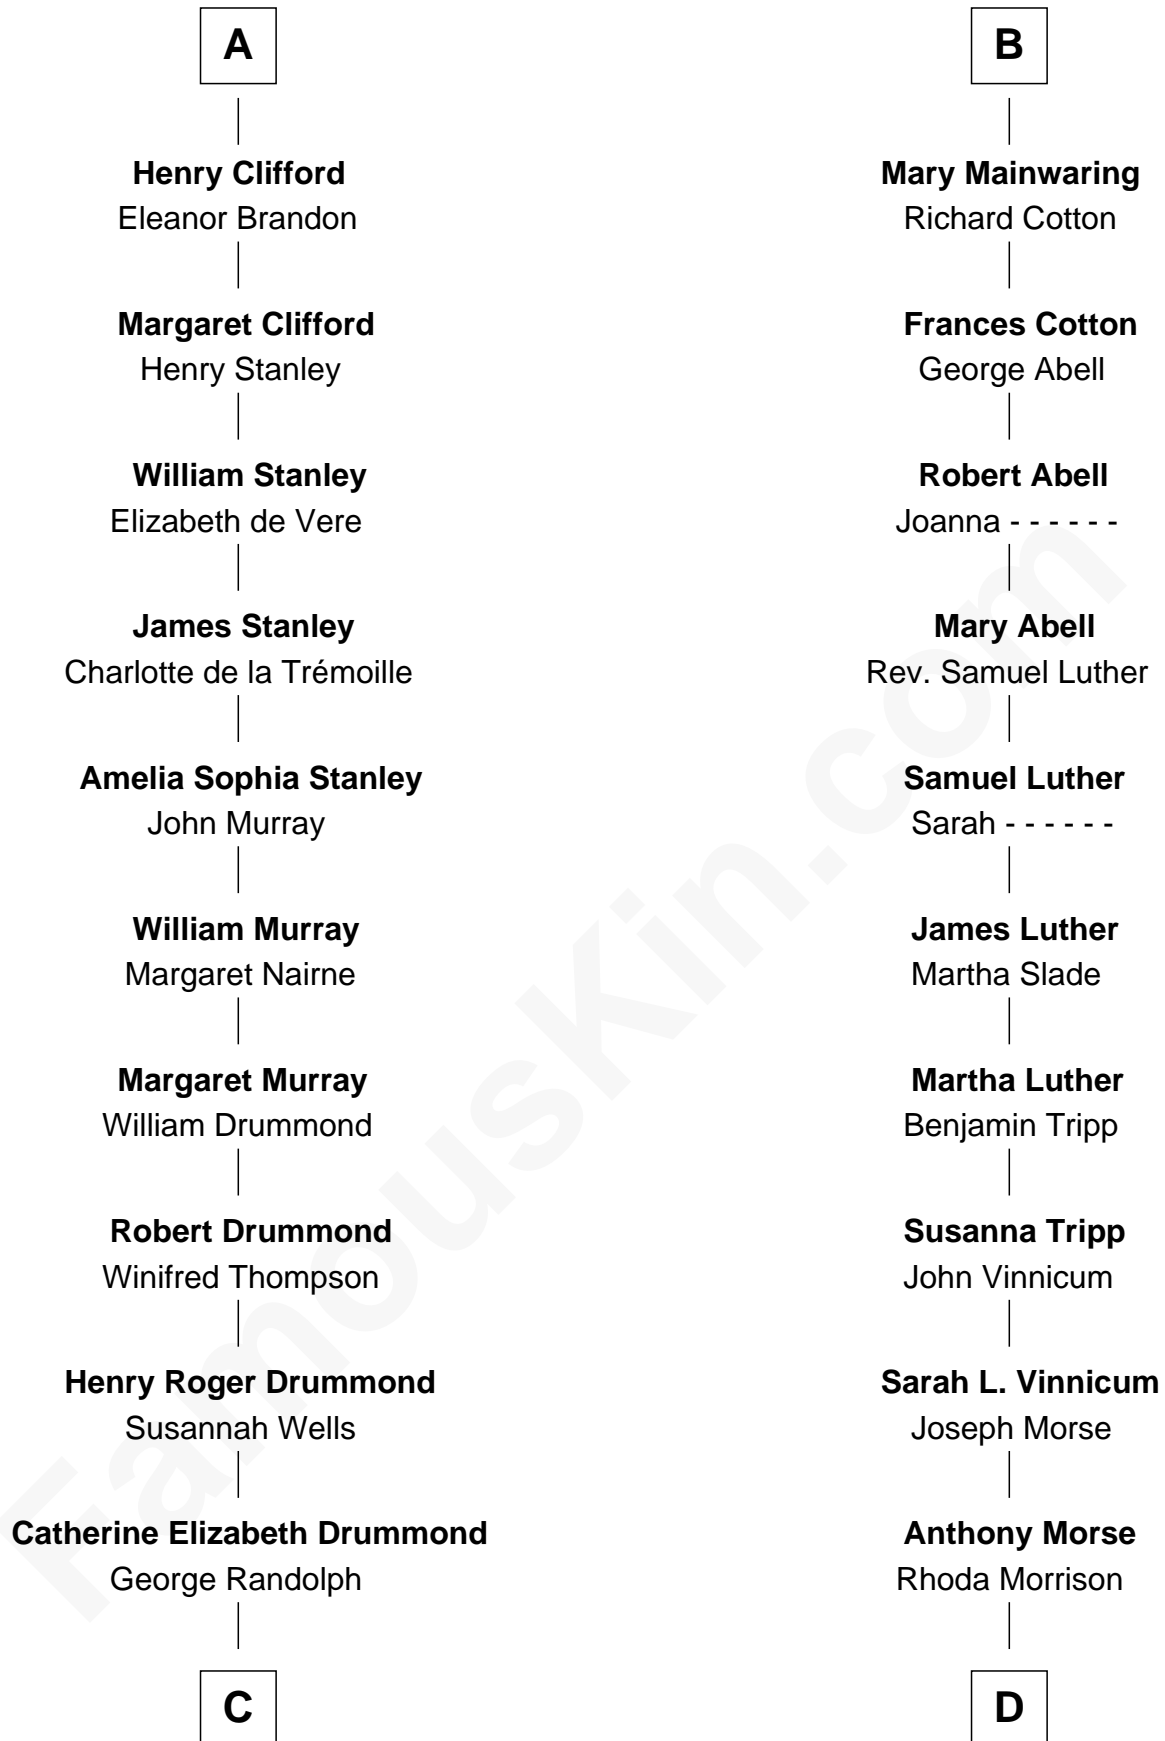 A
Henry Clifford
Eleanor Brandon
Margaret Clifford
Henry Stanley
William Stanley
Elizabeth de Vere
James Stanley
Charlotte de la Trémoille
Amelia Sophia Stanley
John Murray
William Murray
Margaret Nairne
Margaret Murray
William Drummond
Robert Drummond
Winifred Thompson
Henry Roger Drummond
Susannah Wells
Catherine Elizabeth Drummond
George Randolph
C
B
Mary Mainwaring
Richard Cotton
Frances Cotton
George Abell
Robert Abell
Joanna - - - - - -
Mary Abell
Rev. Samuel Luther
Samuel Luther
Sarah - - - - - -
James Luther
Martha Slade
Martha Luther
Benjamin Tripp
Susanna Tripp
John Vinnicum
Sarah L. Vinnicum
Joseph Morse
Anthony Morse
Rhoda Morrison
D
FamousKin.com